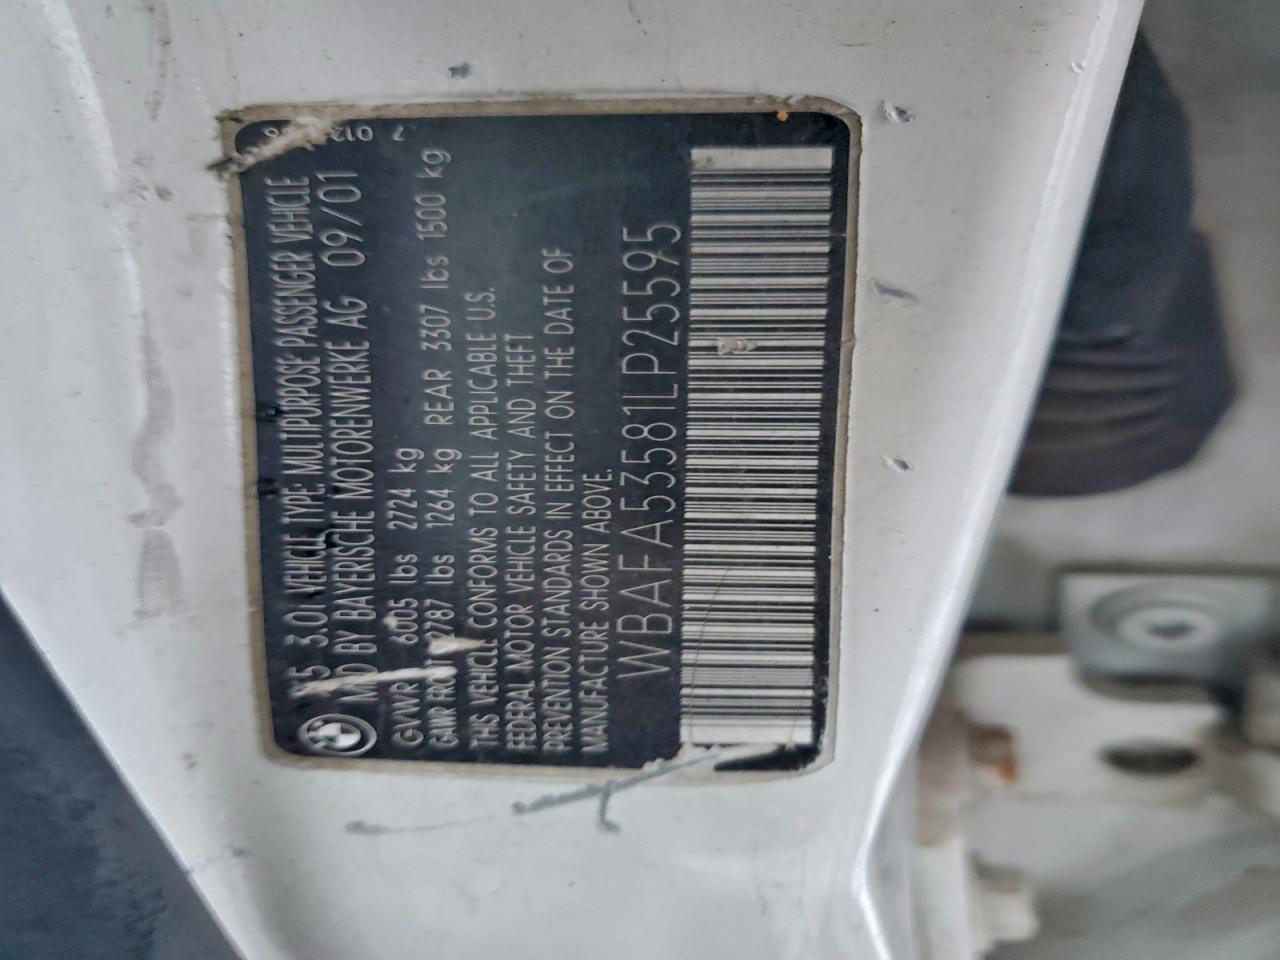 X5 3.0i VEHICLE TYPE: MULTIPURPOSE PASSENGER VEHICLE
MFD BY BAYERISCHE MOTORENWERKE AG 09/01
GVWR 6005 lbs 2724 kg
GAWR FRONT 2787 lbs 1264 kg REAR 3307 lbs 1500 kg
THIS VEHICLE CONFORMS TO ALL APPLICABLE U.S.
FEDERAL MOTOR VEHICLE SAFETY AND THEFT
PREVENTION STANDARDS IN EFFECT ON THE DATE OF
MANUFACTURE SHOWN ABOVE.
WBAFA53581LP25595